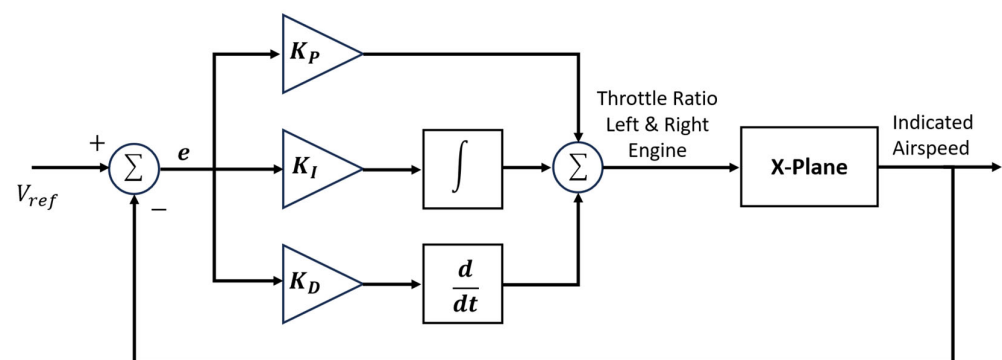 K_P
Throttle Ratio
Left & Right
Engine
Indicated
Airspeed
+
∑
e
K_I
∫
∑
X-Plane
V_ref
−
K_D
d
dt